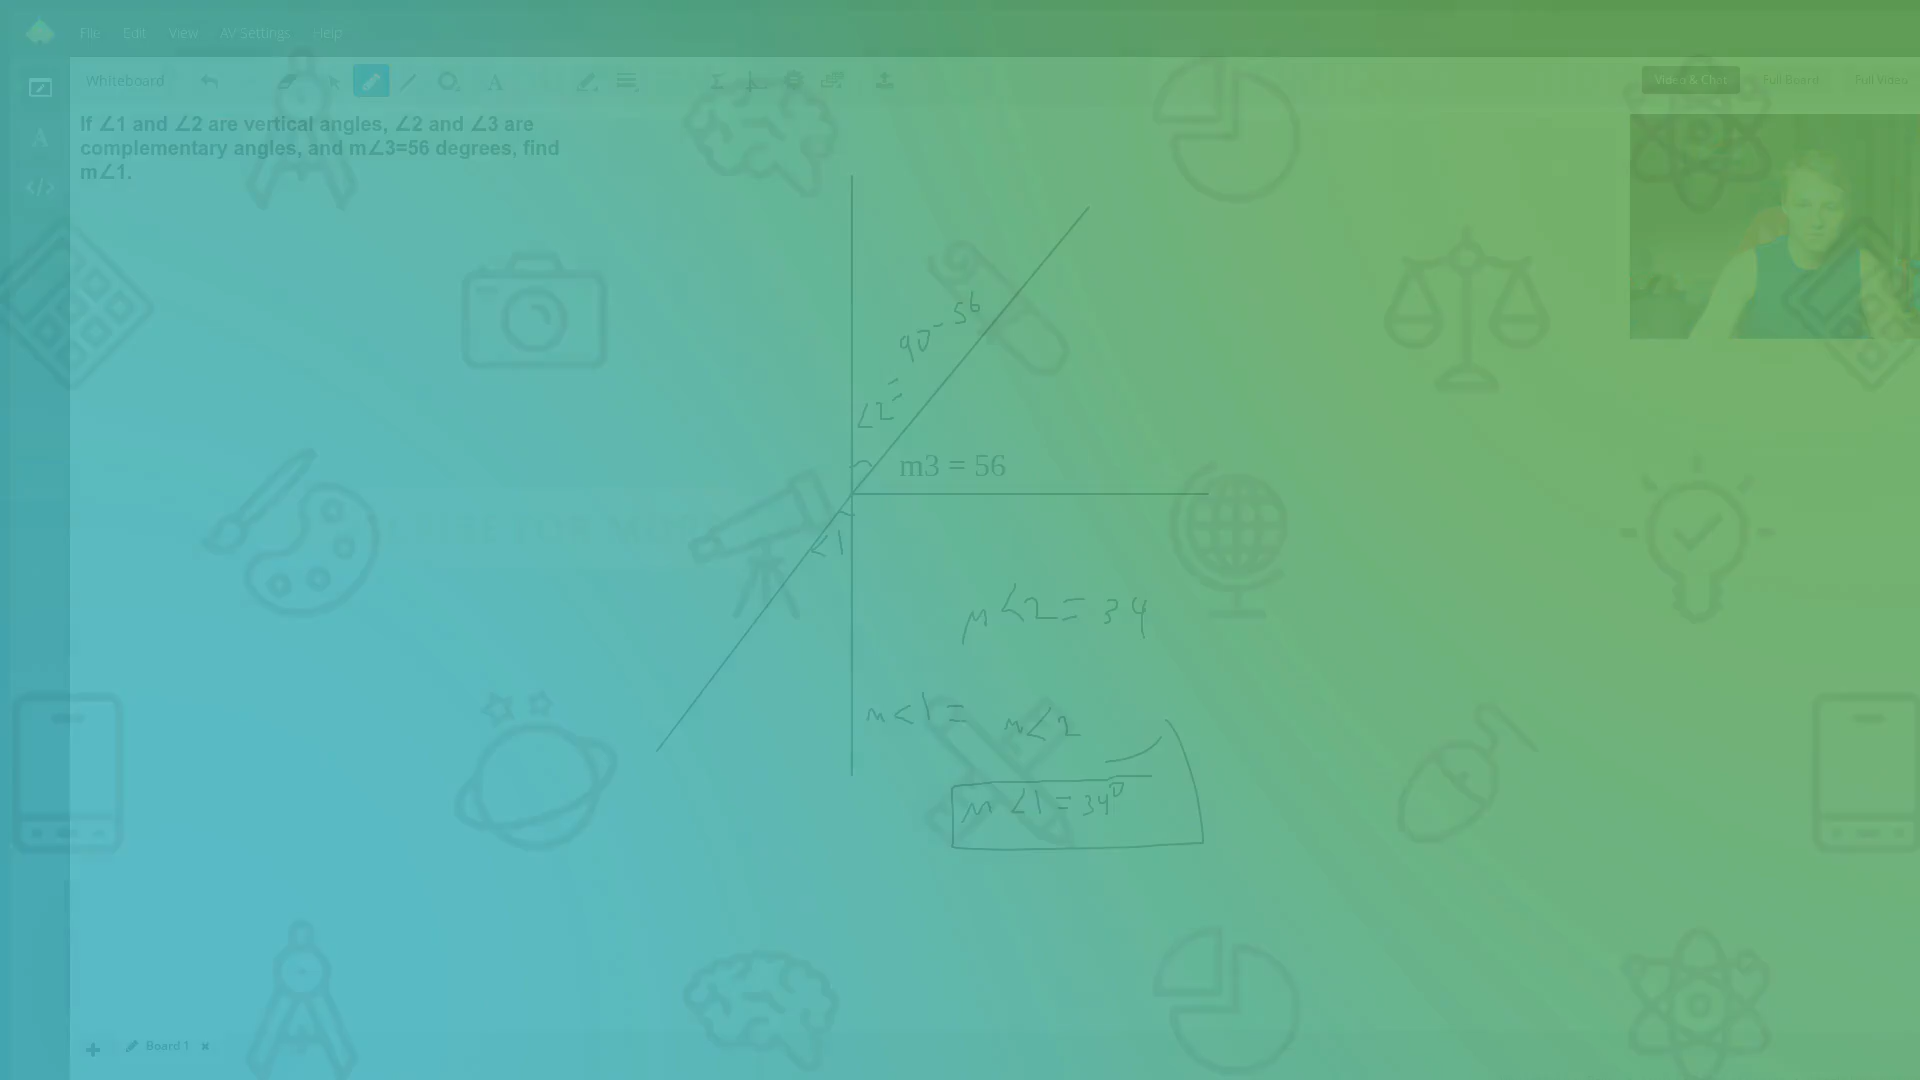 File Edit View AV Settings Help
Whiteboard
A
Video & Chat Full Board Full Video
If ∠1 and ∠2 are vertical angles, ∠2 and ∠3 are
complementary angles, and m∠3=56 degrees, find
m∠1.
A
</>
∠2 = 90 - 56
m3 = 56
<1
m<2 = 34
m<1 = m<2
m<1 = 34°
Board 1